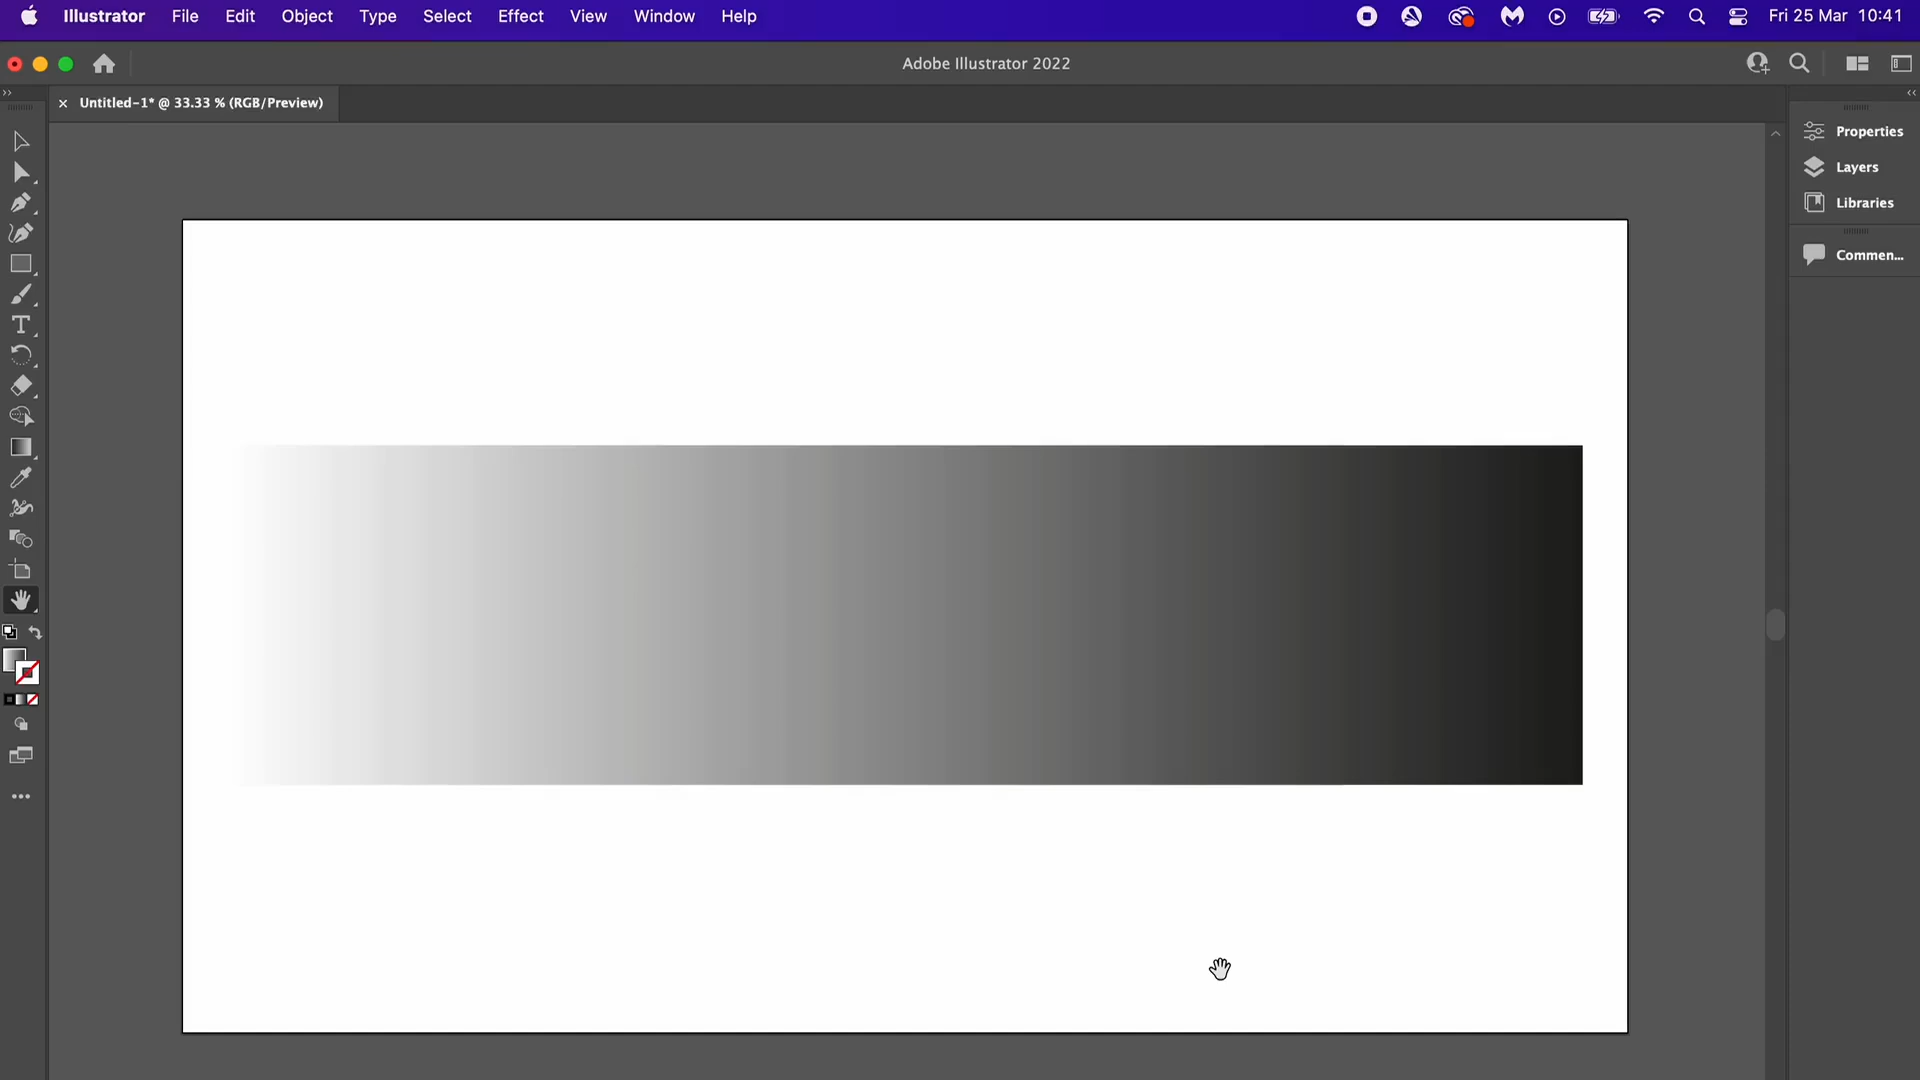 Illustrator File Edit Object Type Select Effect View Window Help Fri 25 Mar 10:41
Adobe Illustrator 2022
Untitled-1* @ 33.33 % (RGB/Preview)
Properties
Layers
Libraries
Commen...